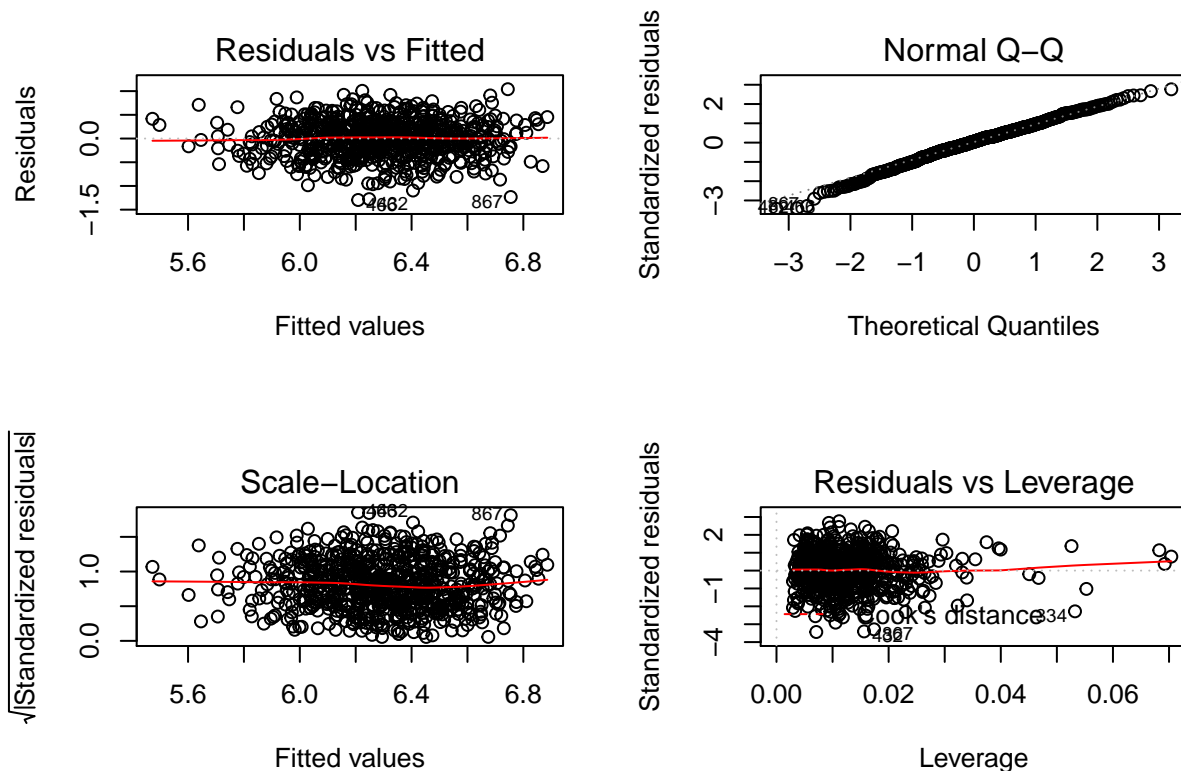 Residuals vs Fitted
Residuals
0.0
−1.5
867
5.6 6.0 6.4 6.8
Fitted values
Normal Q−Q
Standardized residuals
2
0
−3
867
−3 −2 −1 0 1 2 3
Theoretical Quantiles
Scale−Location
√|Standardized residuals|
1.0
0.0
867
5.6 6.0 6.4 6.8
Fitted values
Residuals vs Leverage
Standardized residuals
2
−1
−4
Cook's distance
334
0.00 0.02 0.04 0.06
Leverage